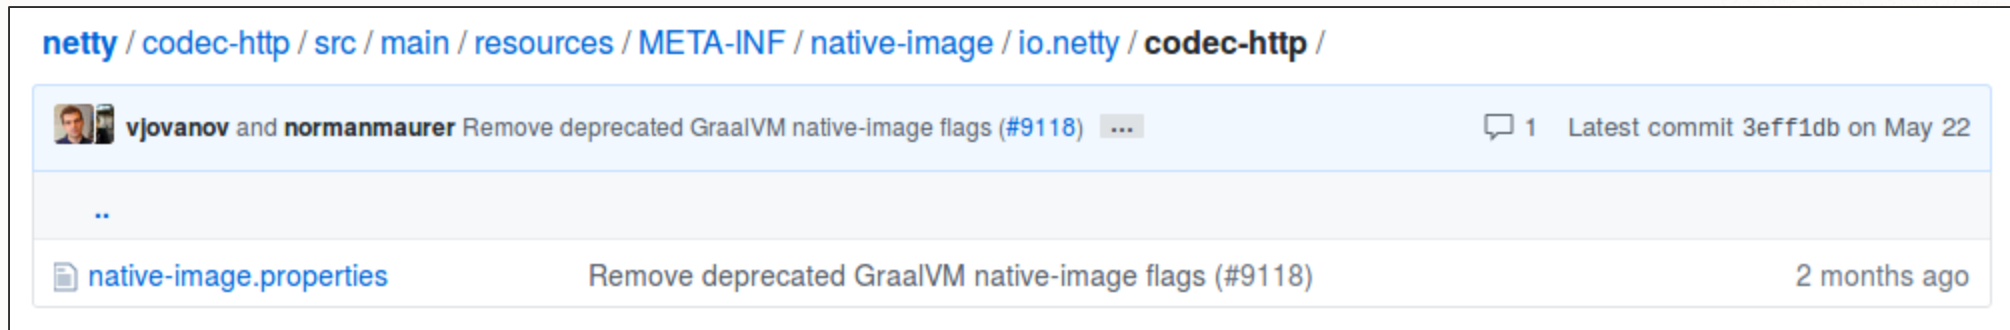 netty / codec-http / src / main / resources / META-INF / native-image / io.netty / codec-http /
vjovanov and normanmaurer Remove deprecated GraalVM native-image flags (#9118) ... 1 Latest commit 3eff1db on May 22
..
native-image.properties Remove deprecated GraalVM native-image flags (#9118) 2 months ago